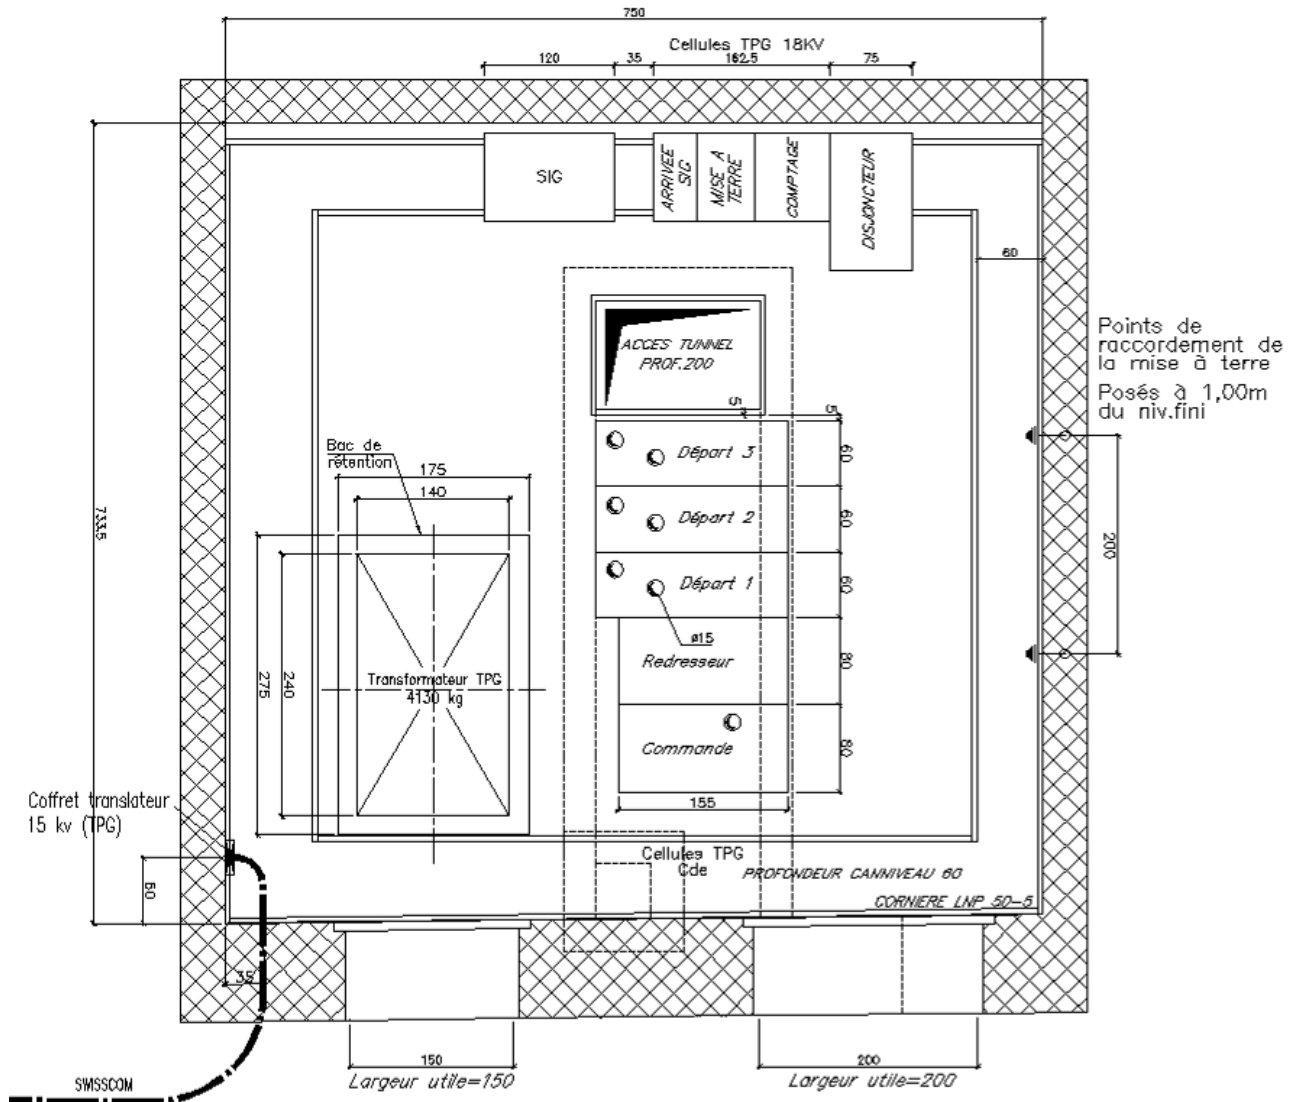 750
Cellules TPG 18KV
120
35
162.5
75
SIG
ARRIVEE
SIG
MISE A
TERRE
COMPTAGE
DISJONCTEUR
60
ACCES TUNNEL
PROF.200
Points de
raccordement de
la mise à terre
Posés à 1,00m
du niv.fini
5
5
Bac de
rétention
175
140
Départ 3
60
Départ 2
60
Départ 1
60
ø15
733.5
200
275
240
Transformateur TPG
4130 kg
Redresseur
80
Commande
80
155
Coffret translateur
15 kv (TPG)
50
Cellules TPG
Cde
PROFONDEUR CANNIVEAU 60
CORNIERE LNP 50-5
35
150
Largeur utile=150
200
Largeur utile=200
SWISSCOM